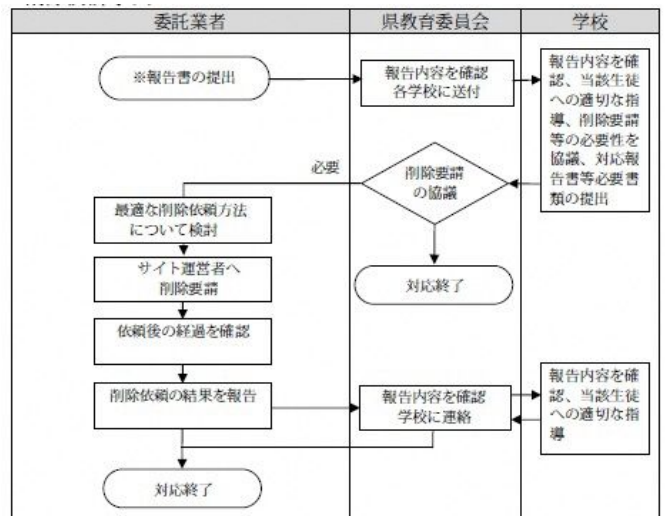 委託業者
県教育委員会
学校
※報告書の提出
報告内容を確認
各学校に送付
報告内容を確
認、当該生徒
への適切な指
導、削除要請
等の必要性を
協議、対応報
告書等必要書
類の提出
削除要請
の協議
必要
最適な削除依頼方法
について検討
対応終了
サイト運営者へ
削除要請
依頼後の経過を確認
削除依頼の結果を報告
報告内容を確認
学校に連絡
報告内容を確
認、当該生徒
への適切な指
導
対応終了